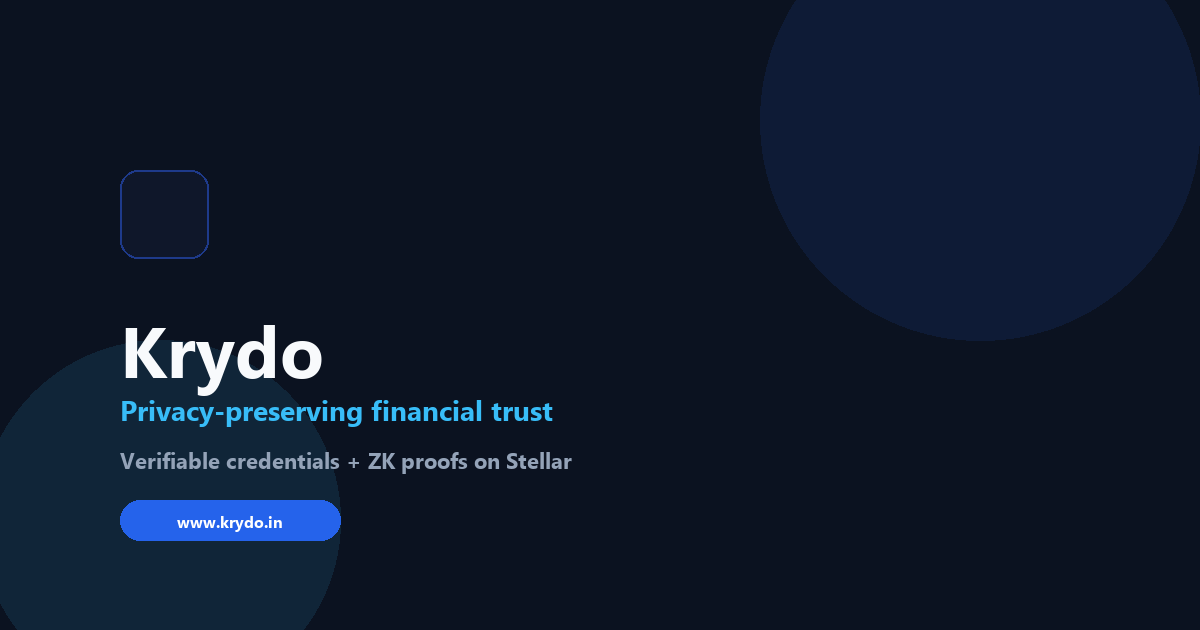 Krydo
Privacy-preserving financial trust
Verifiable credentials + ZK proofs on Stellar
www.krydo.in